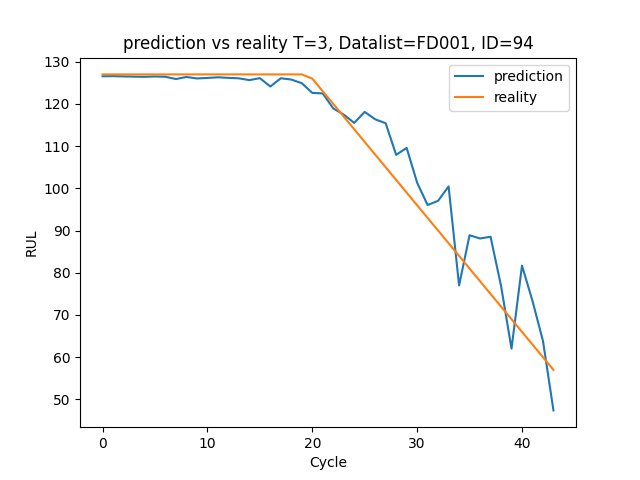 prediction vs reality T=3, Datalist=FD001, ID=94
prediction
reality
130
120
110
100
90
80
70
60
50
RUL
0 10 20 30 40
Cycle